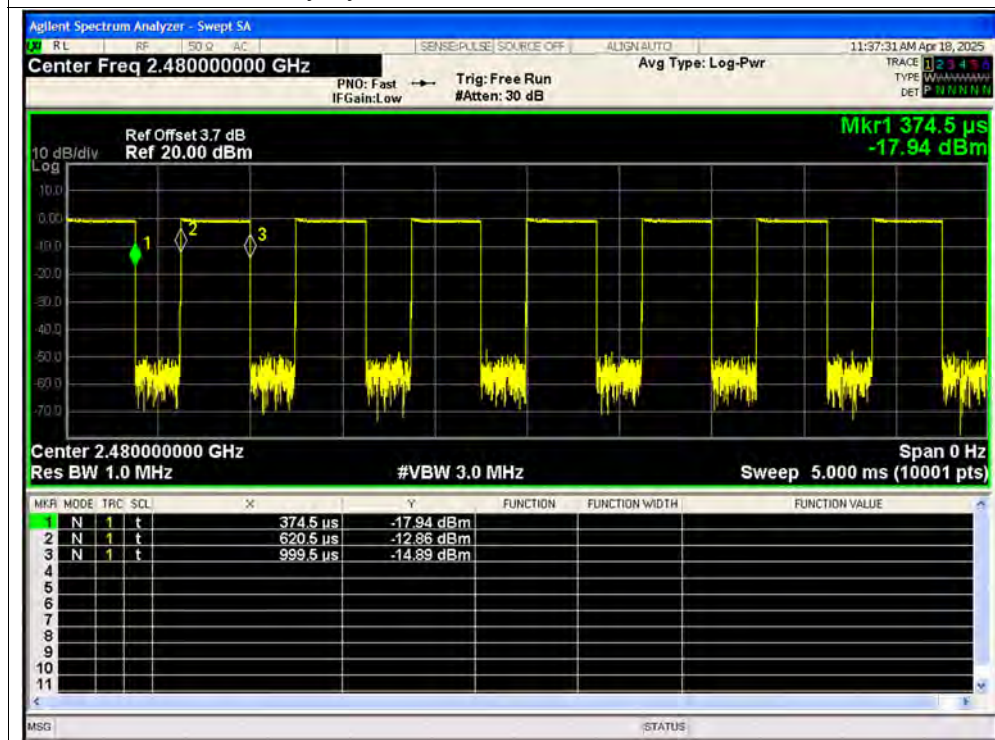 Agilent Spectrum Analyzer - Swept SA
RL RF 50 Ω AC SENSE:PULSE SOURCE OFF ALIGN AUTO 11:37:31 AM Apr 18, 2025
Center Freq 2.480000000 GHz
PNO: Fast
IFGain:Low
Trig: Free Run
#Atten: 30 dB
Avg Type: Log-Pwr
TRACE 1 2 3 4 5 6
TYPE W
DET P N N N N N
Mkr1 374.5 µs
-17.94 dBm
Ref Offset 3.7 dB
10 dB/div Ref 20.00 dBm
Log
10.0
0.00
-10.0
-20.0
-30.0
-40.0
-50.0
-60.0
-70.0
1
2
3
Center 2.480000000 GHz Span 0 Hz
Res BW 1.0 MHz #VBW 3.0 MHz Sweep 5.000 ms (10001 pts)
MKR MODE TRC SCL X Y FUNCTION FUNCTION WIDTH FUNCTION VALUE
1 N 1 t 374.5 µs -17.94 dBm
2 N 1 t 620.5 µs -12.86 dBm
3 N 1 t 999.5 µs -14.89 dBm
4
5
6
7
8
9
10
11
MSG STATUS